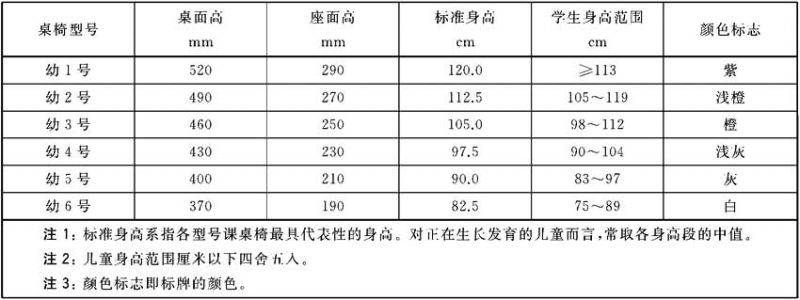 桌椅型号 桌面高 mm 座面高 mm 标准身高 cm 学生身高范围 cm 颜色标志
幼1号 520 290 120.0 ≥113 紫
幼2号 490 270 112.5 105～119 浅橙
幼3号 460 250 105.0 98～112 橙
幼4号 430 230 97.5 90～104 浅灰
幼5号 400 210 90.0 83～97 灰
幼6号 370 190 82.5 75～89 白
注1：标准身高系指各型号课桌椅最具代表性的身高。对正在生长发育的儿童而言，常取各身高段的中值。
注2：儿童身高范围厘米以下四舍五入。
注3：颜色标志即标牌的颜色。